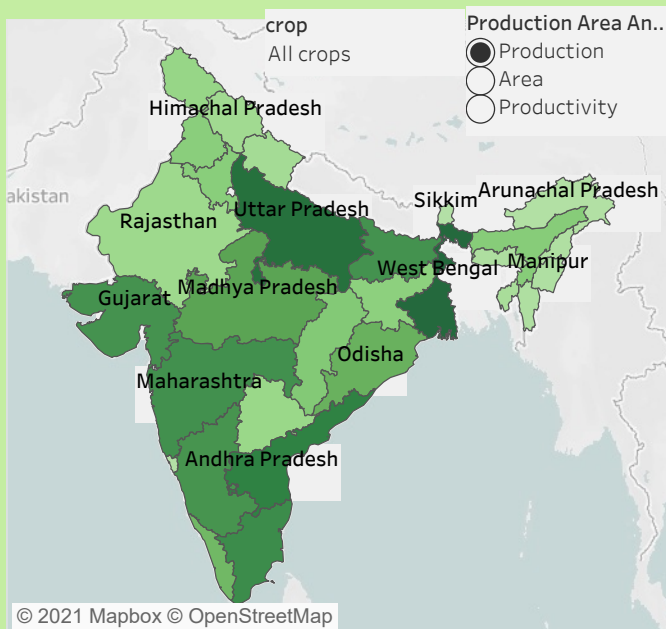 crop
All crops
Production Area An..
Production
Area
Productivity
Himachal Pradesh
akistan
Rajasthan
Uttar Pradesh
Sikkim
Arunachal Pradesh
Gujarat
Madhya Pradesh
West Bengal
Manipur
Odisha
Maharashtra
Andhra Pradesh
© 2021 Mapbox © OpenStreetMap